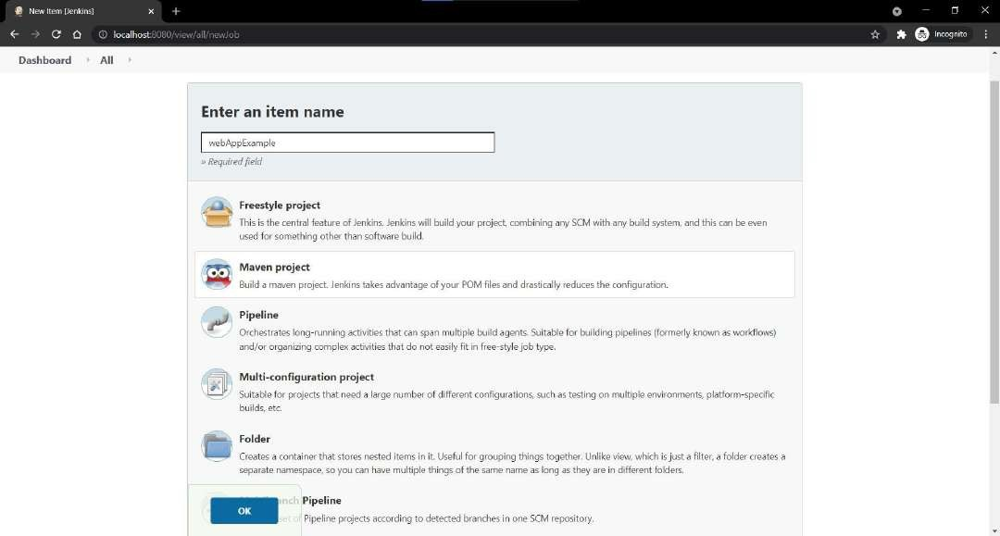 New Item [Jenkins]
localhost:8080/view/all/newJob
Incognito
Dashboard
All
Enter an item name
webAppExample
» Required field
Freestyle project
This is the central feature of Jenkins. Jenkins will build your project, combining any SCM with any build system, and this can be even
used for something other than software build.
Maven project
Build a maven project. Jenkins takes advantage of your POM files and drastically reduces the configuration.
Pipeline
Orchestrates long-running activities that can span multiple build agents. Suitable for building pipelines (formerly known as workflows)
and/or organizing complex activities that do not easily fit in free-style job type.
Multi-configuration project
Suitable for projects that need a large number of different configurations, such as testing on multiple environments, platform-specific
builds, etc.
Folder
Creates a container that stores nested items in it. Useful for grouping things together. Unlike view, which is just a filter, a folder creates a
separate namespace, so you can have multiple things of the same name as long as they are in different folders.
Pipeline
OK
of Pipeline projects according to detected branches in one SCM repository.